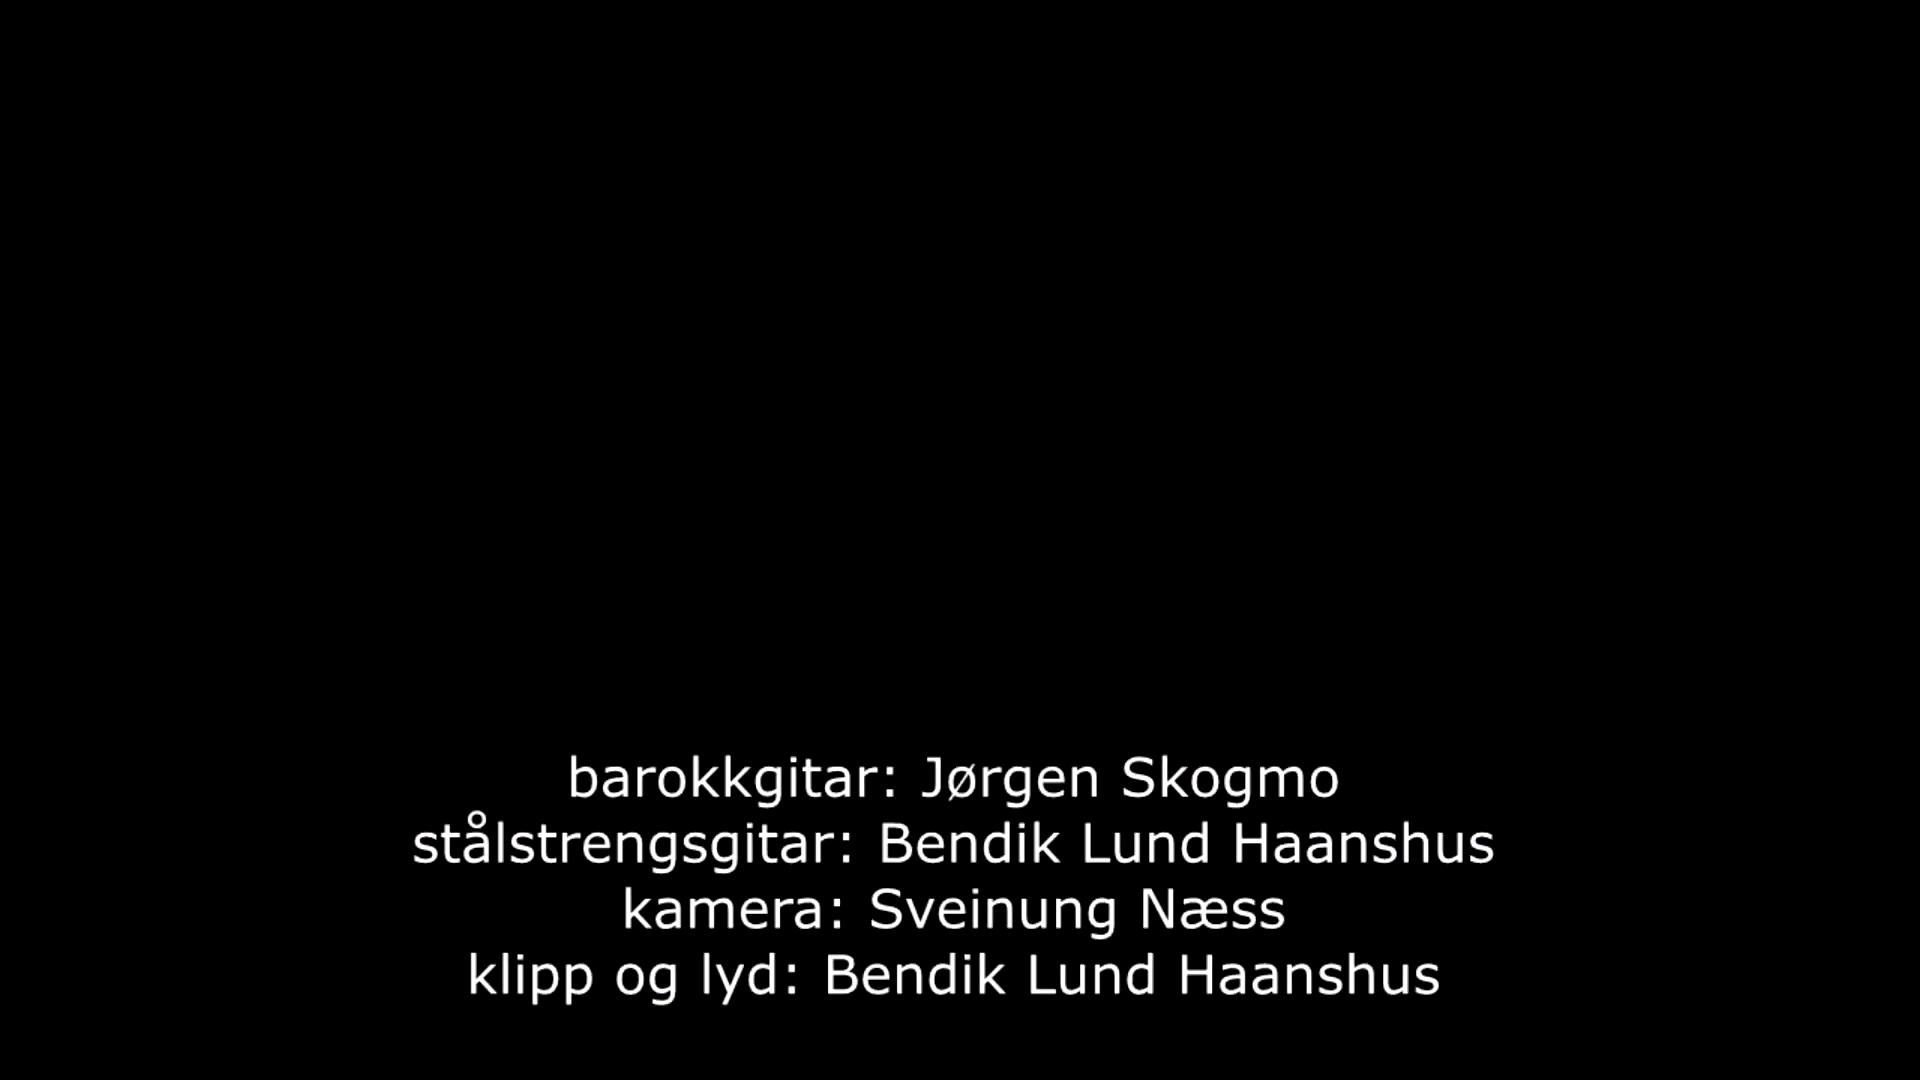 barokkgitar: Jørgen Skogmo
stålstrengsgitar: Bendik Lund Haanshus
kamera: Sveinung Næss
klipp og lyd: Bendik Lund Haanshus